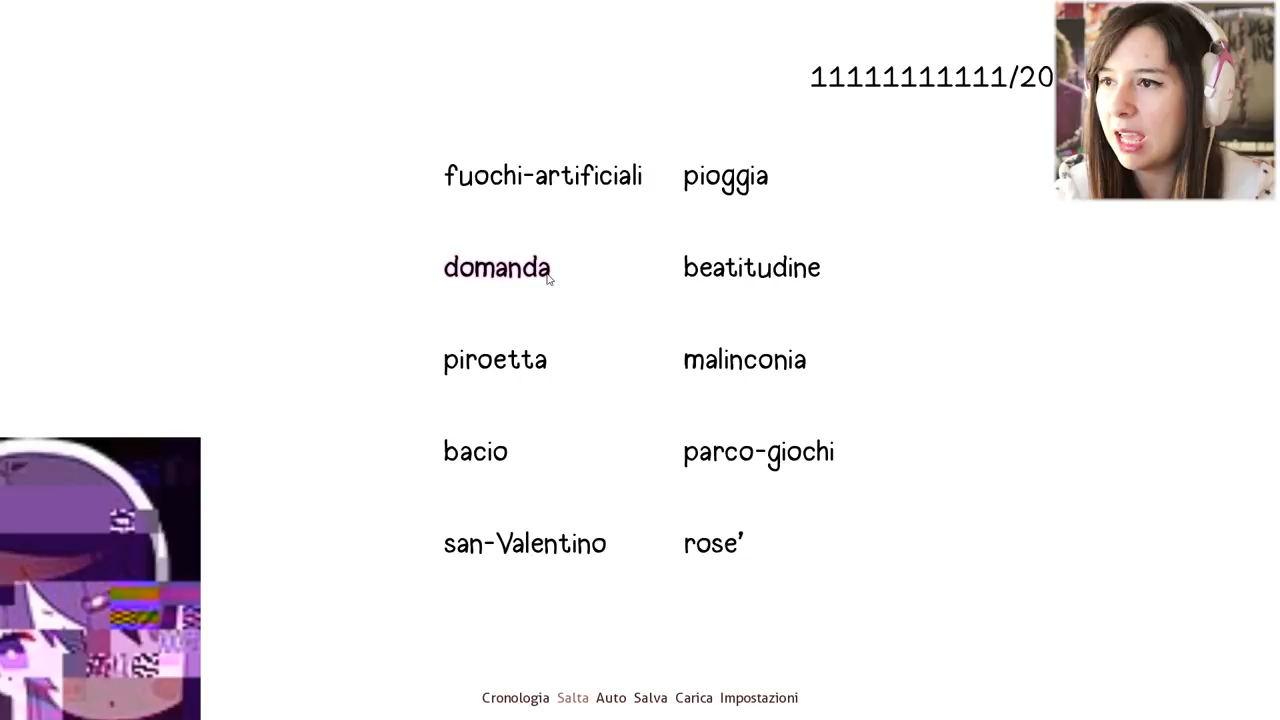 11111111111/20
fuochi-artificiali pioggia
domanda beatitudine
piroetta malinconia
bacio parco-giochi
san-Valentino rose'
Cronologia Salta Auto Salva Carica Impostazioni